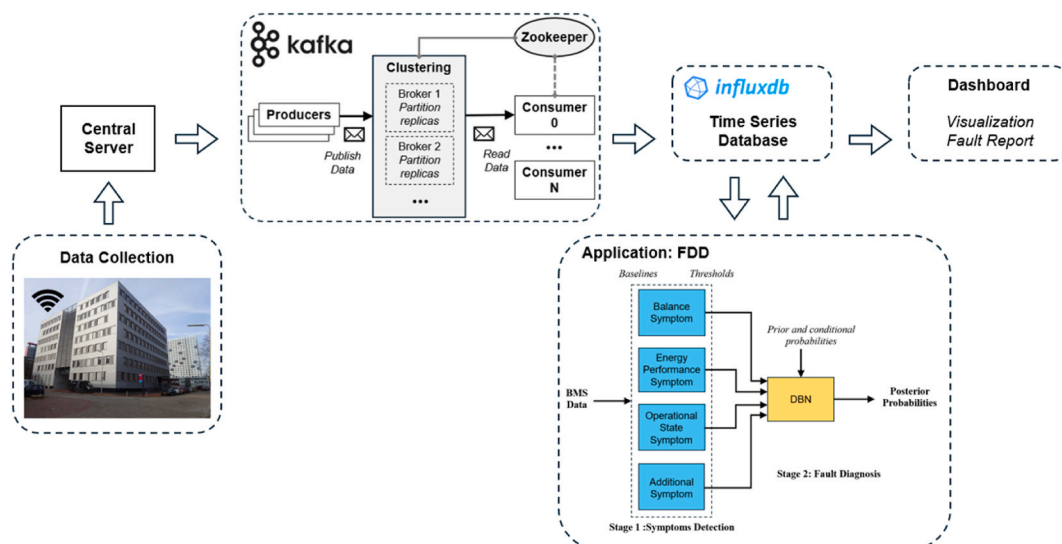 kafka
Zookeeper
Clustering
Broker 1
Partition
replicas
Broker 2
Partition
replicas
•••
Producers
Publish
Data
Read
Data
Consumer
0
•••
Consumer
N
Central
Server
Data Collection
influxdb
Time Series
Database
Dashboard
Visualization
Fault Report
Application: FDD
Baselines
Thresholds
Balance
Symptom
Energy
Performance
Symptom
Operational
State
Symptom
Additional
Symptom
BMS
Data
Prior and conditional
probabilities
DBN
Posterior
Probabilities
Stage 2: Fault Diagnosis
Stage 1 :Symptoms Detection